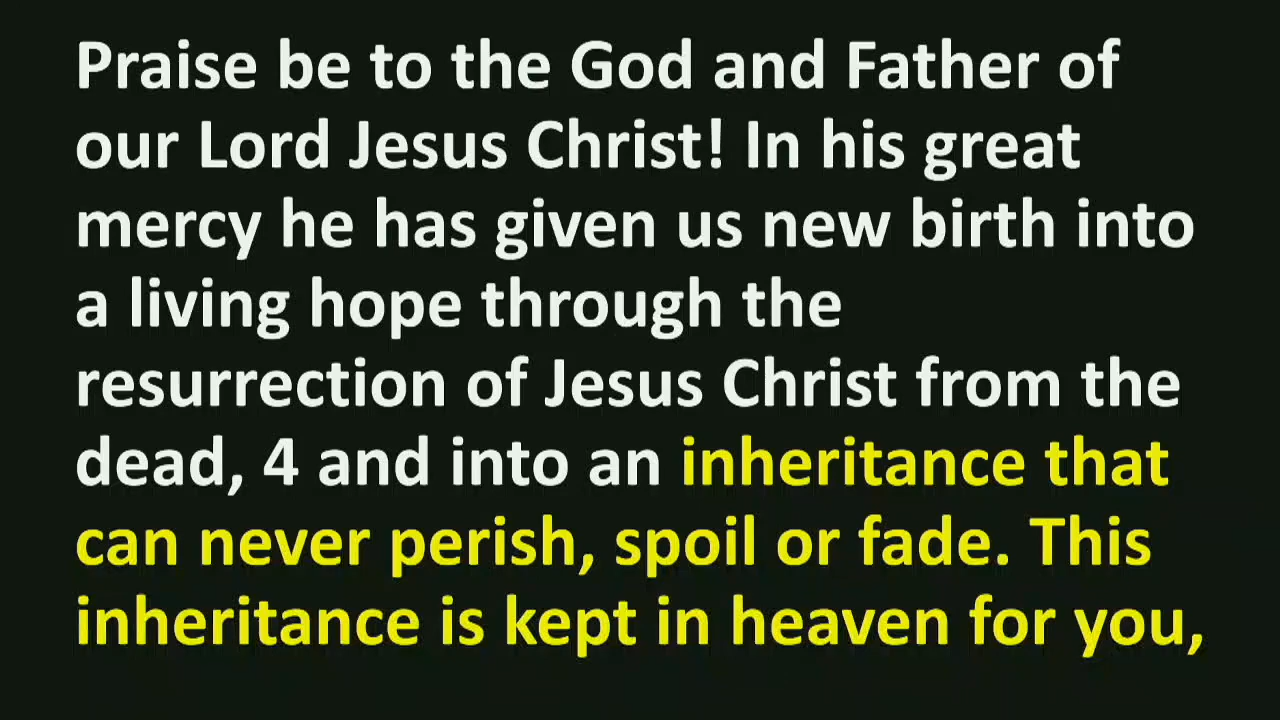 Praise be to the God and Father of
our Lord Jesus Christ! In his great
mercy he has given us new birth into
a living hope through the
resurrection of Jesus Christ from the
dead, 4 and into an inheritance that
can never perish, spoil or fade. This
inheritance is kept in heaven for you,